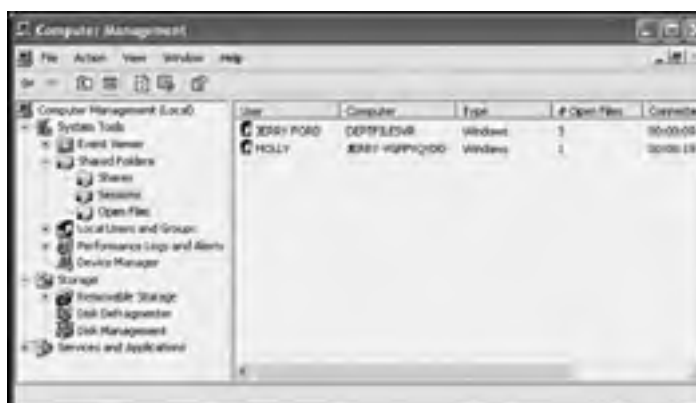 Computer Management
File Action View Window Help
User Computer Type # Open Files Connected
JERRY FORD DEPTFILESVR Windows 3
MOLLY Windows 1
Computer Management (Local)
System Tools
Event Viewer
Shared Folders
Shares
Sessions
Open Files
Local Users and Groups
Performance Logs and Alerts
Device Manager
Storage
Removable Storage
Disk Defragmenter
Disk Management
Services and Applications